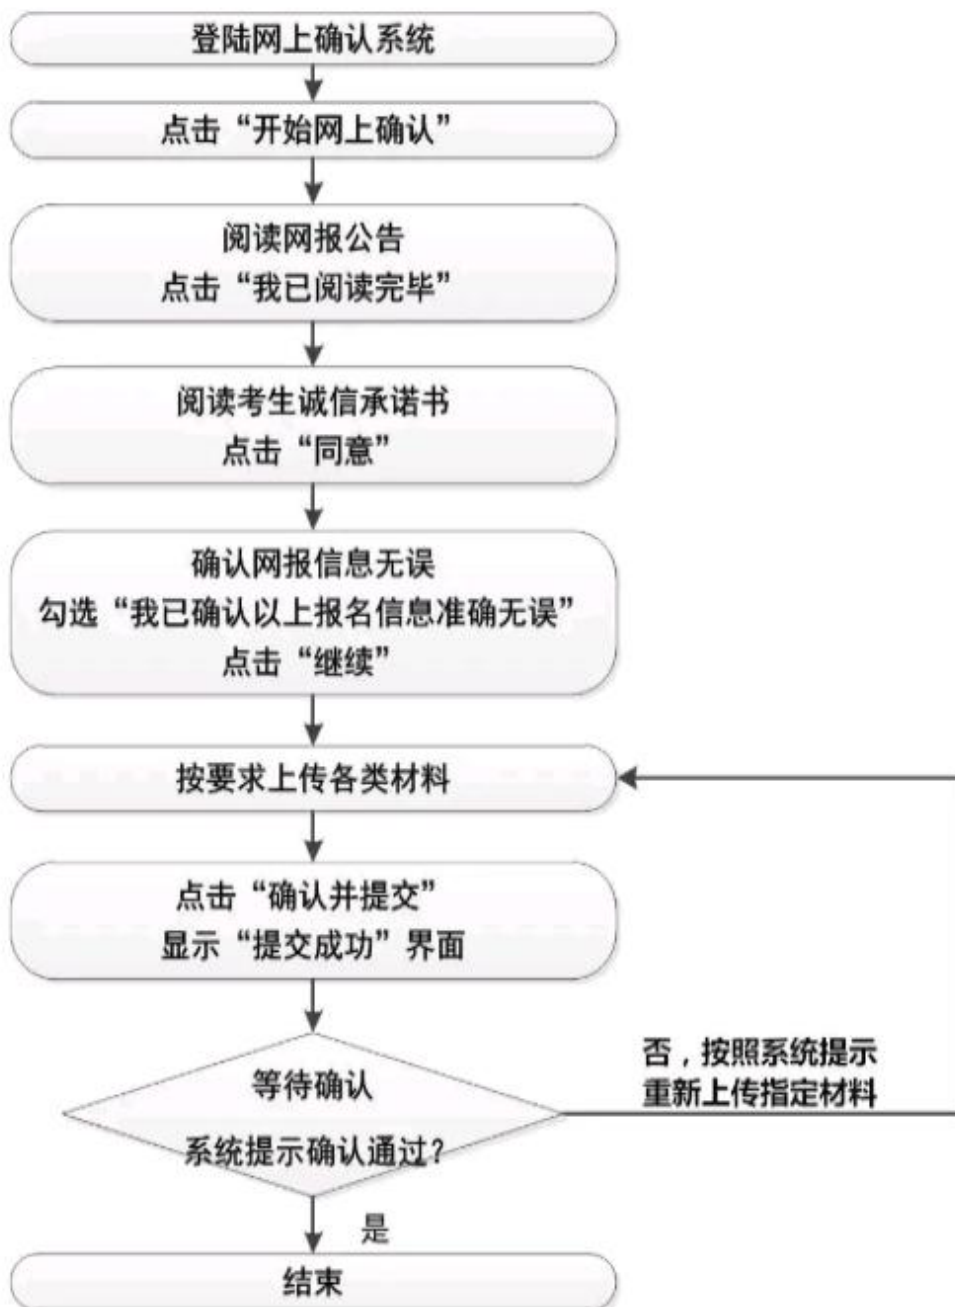 登陆网上确认系统
点击“开始网上确认”
阅读网报公告
点击“我已阅读完毕”
阅读考生诚信承诺书
点击“同意”
确认网报信息无误
勾选“我已确认以上报名信息准确无误”
点击“继续”
按要求上传各类材料
点击“确认并提交”
显示“提交成功”界面
等待确认
系统提示确认通过？
否，按照系统提示
重新上传指定材料
是
结束